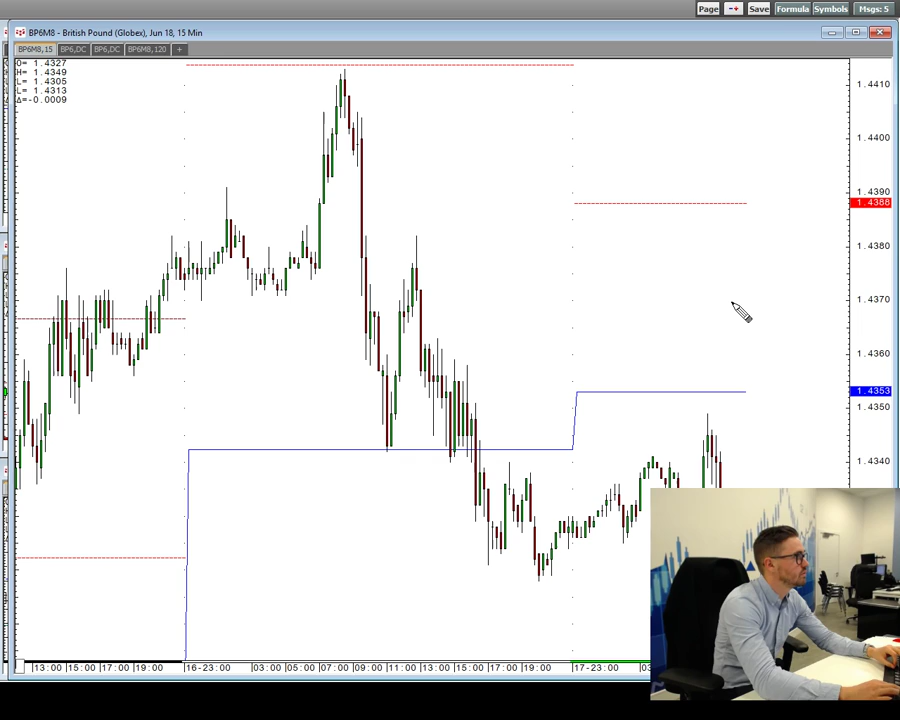 Page -+ Save Formula Symbols Msgs: 5
BP6M8 - British Pound (Globex), Jun 18, 15 Min
BP6M8,15 BP6,DC BP6,DC BP6M8,120 +
O= 1.4327
H= 1.4349
L= 1.4305
L= 1.4313
Δ=-0.0009
1.4410
1.4400
1.4390
1.4388
1.4380
1.4370
1.4360
1.4353
1.4350
1.4340
13:00 15:00 17:00 19:00 16-23:00 03:00 05:00 07:00 09:00 11:00 13:00 15:00 17:00 19:00 17-23:00